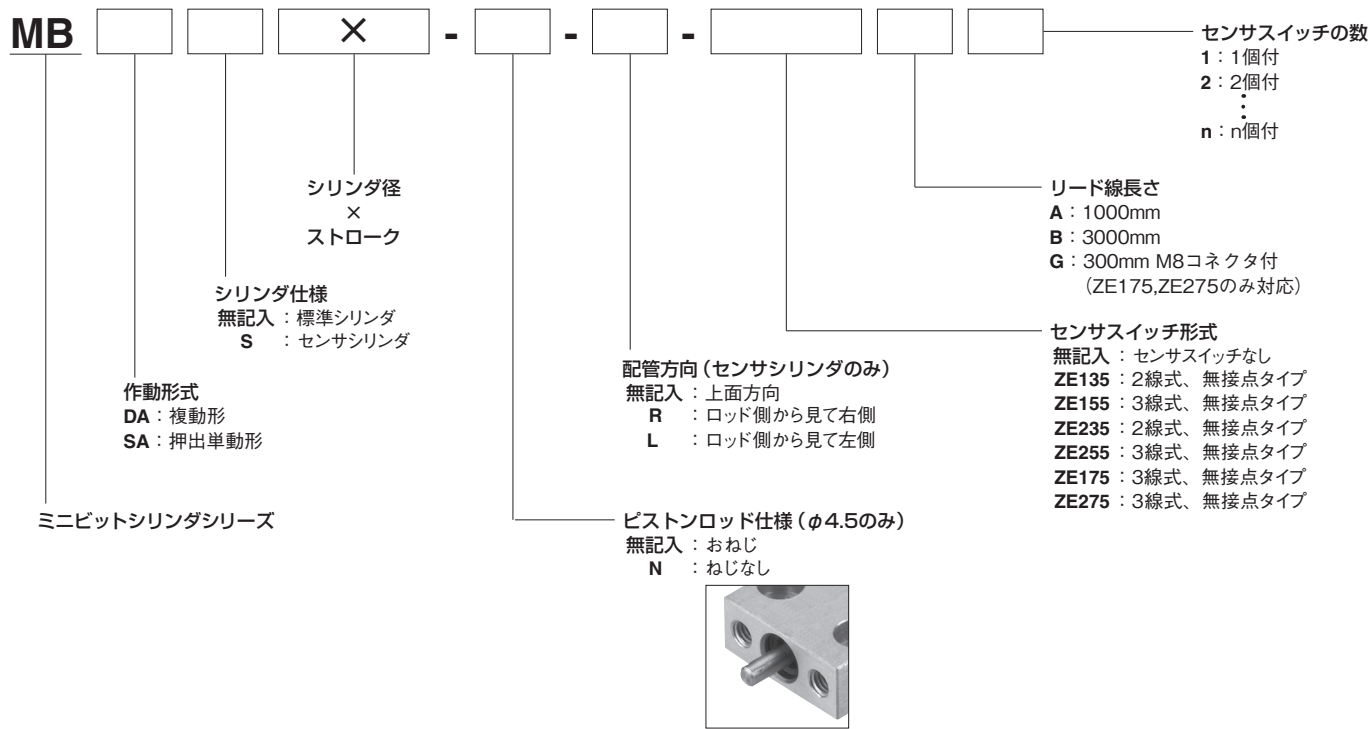 MB × - - -
センサスイッチの数
1：1個付
2：2個付
n：n個付
リード線長さ
A：1000mm
B：3000mm
G：300mm M8コネクタ付
（ZE175,ZE275のみ対応）
センサスイッチ形式
無記入：センサスイッチなし
ZE135：2線式、無接点タイプ
ZE155：3線式、無接点タイプ
ZE235：2線式、無接点タイプ
ZE255：3線式、無接点タイプ
ZE175：3線式、無接点タイプ
ZE275：3線式、無接点タイプ
配管方向（センサシリンダのみ）
無記入：上面方向
R：ロッド側から見て右側
L：ロッド側から見て左側
ピストンロッド仕様（φ4.5のみ）
無記入：おねじ
N：ねじなし
シリンダ径
×
ストローク
シリンダ仕様
無記入：標準シリンダ
S：センサシリンダ
作動形式
DA：複動形
SA：押出単動形
ミニビットシリンダシリーズ